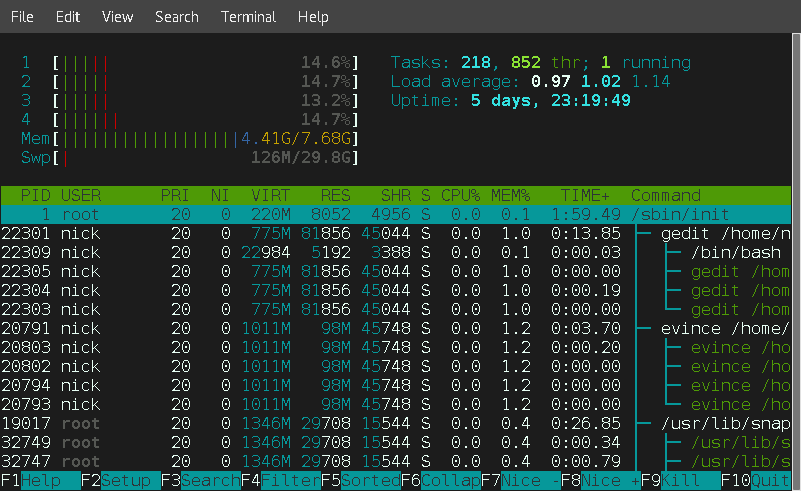 File Edit View Search Terminal Help
1 [||||| 14.6%] Tasks: 218, 852 thr; 1 running
2 [||||| 14.7%] Load average: 0.97 1.02 1.14
3 [||||| 13.2%] Uptime: 5 days, 23:19:49
4 [|||||| 14.7%]
Mem[||||||||||||||||||4.41G/7.68G]
Swp[| 126M/29.8G]
PID USER PRI NI VIRT RES SHR S CPU% MEM% TIME+ Command
1 root 20 0 220M 8052 4956 S 0.0 0.1 1:59.49 /sbin/init
22301 nick 20 0 775M 81856 45044 S 0.0 1.0 0:13.85 ├─ gedit /home/n
22309 nick 20 0 22984 5192 3388 S 0.0 0.1 0:00.03 │ ├─ /bin/bash
22305 nick 20 0 775M 81856 45044 S 0.0 1.0 0:00.00 │ ├─ gedit /hom
22304 nick 20 0 775M 81856 45044 S 0.0 1.0 0:00.19 │ ├─ gedit /hom
22303 nick 20 0 775M 81856 45044 S 0.0 1.0 0:00.00 │ └─ gedit /hom
20791 nick 20 0 1011M 98M 45748 S 0.0 1.2 0:03.70 ├─ evince /home/
20803 nick 20 0 1011M 98M 45748 S 0.0 1.2 0:00.20 │ ├─ evince /ho
20802 nick 20 0 1011M 98M 45748 S 0.0 1.2 0:00.00 │ ├─ evince /ho
20794 nick 20 0 1011M 98M 45748 S 0.0 1.2 0:00.00 │ ├─ evince /ho
20793 nick 20 0 1011M 98M 45748 S 0.0 1.2 0:00.00 │ └─ evince /ho
19017 root 20 0 1346M 29708 15544 S 0.0 0.4 0:26.85 ├─ /usr/lib/snap
32749 root 20 0 1346M 29708 15544 S 0.0 0.4 0:00.34 │ ├─ /usr/lib/s
32747 root 20 0 1346M 29708 15544 S 0.0 0.4 0:00.79 │ ├─ /usr/lib/s
F1Help F2Setup F3SearchF4FilterF5SortedF6CollapF7Nice -F8Nice +F9Kill F10Quit